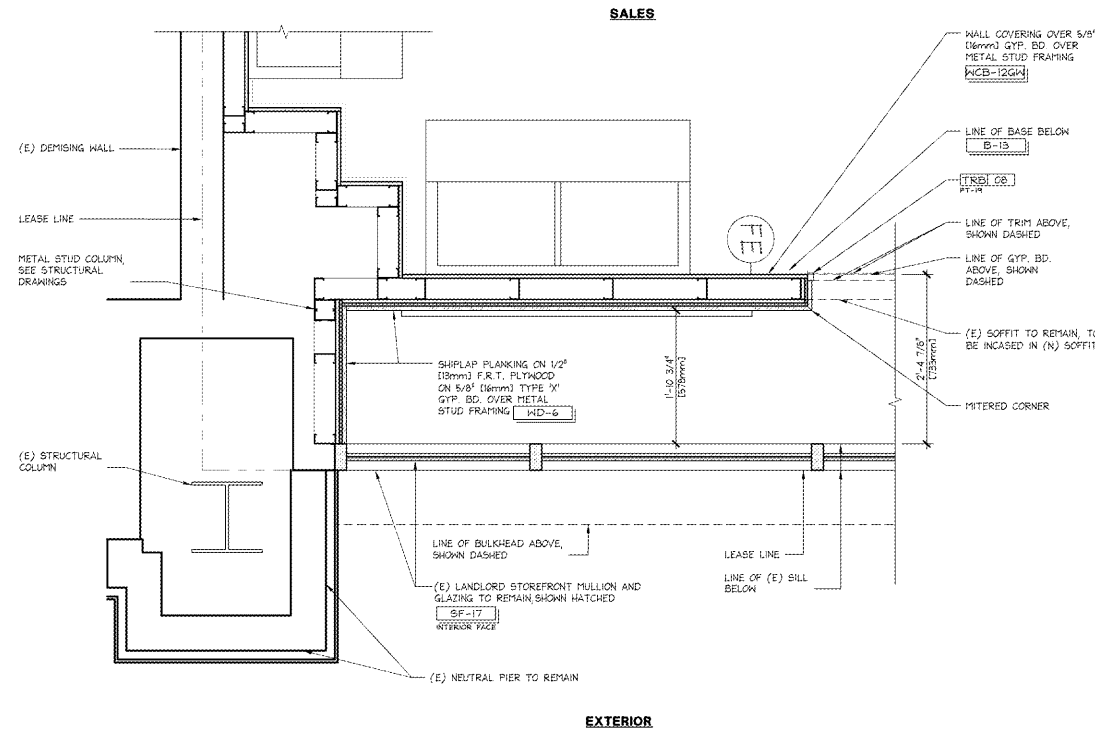 SALES
WALL COVERING OVER 5/8"
[16mm] GYP. BD. OVER
METAL STUD FRAMING
WCB-12GW
LINE OF BASE BELOW
B-13
TRB 08
PT-19
LINE OF TRIM ABOVE,
SHOWN DASHED
LINE OF GYP. BD.
ABOVE, SHOWN
DASHED
(E) SOFFIT TO REMAIN, TO
BE INCASED IN (N) SOFFIT
MITERED CORNER
(E) DEMISING WALL
LEASE LINE
METAL STUD COLUMN,
SEE STRUCTURAL
DRAWINGS
FE
SHIPLAP PLANKING ON 1/2"
[13mm] F.R.T. PLYWOOD
ON 5/8" [16mm] TYPE 'X'
GYP. BD. OVER METAL
STUD FRAMING WD-6
1'-10 3/4"
[578mm]
2'-4 7/8"
[733mm]
(E) STRUCTURAL
COLUMN
LINE OF BULKHEAD ABOVE,
SHOWN DASHED
LEASE LINE
LINE OF (E) SILL
BELOW
(E) LANDLORD STOREFRONT MULLION AND
GLAZING TO REMAIN, SHOWN HATCHED
SF-17
INTERIOR FACE
(E) NEUTRAL PIER TO REMAIN
EXTERIOR